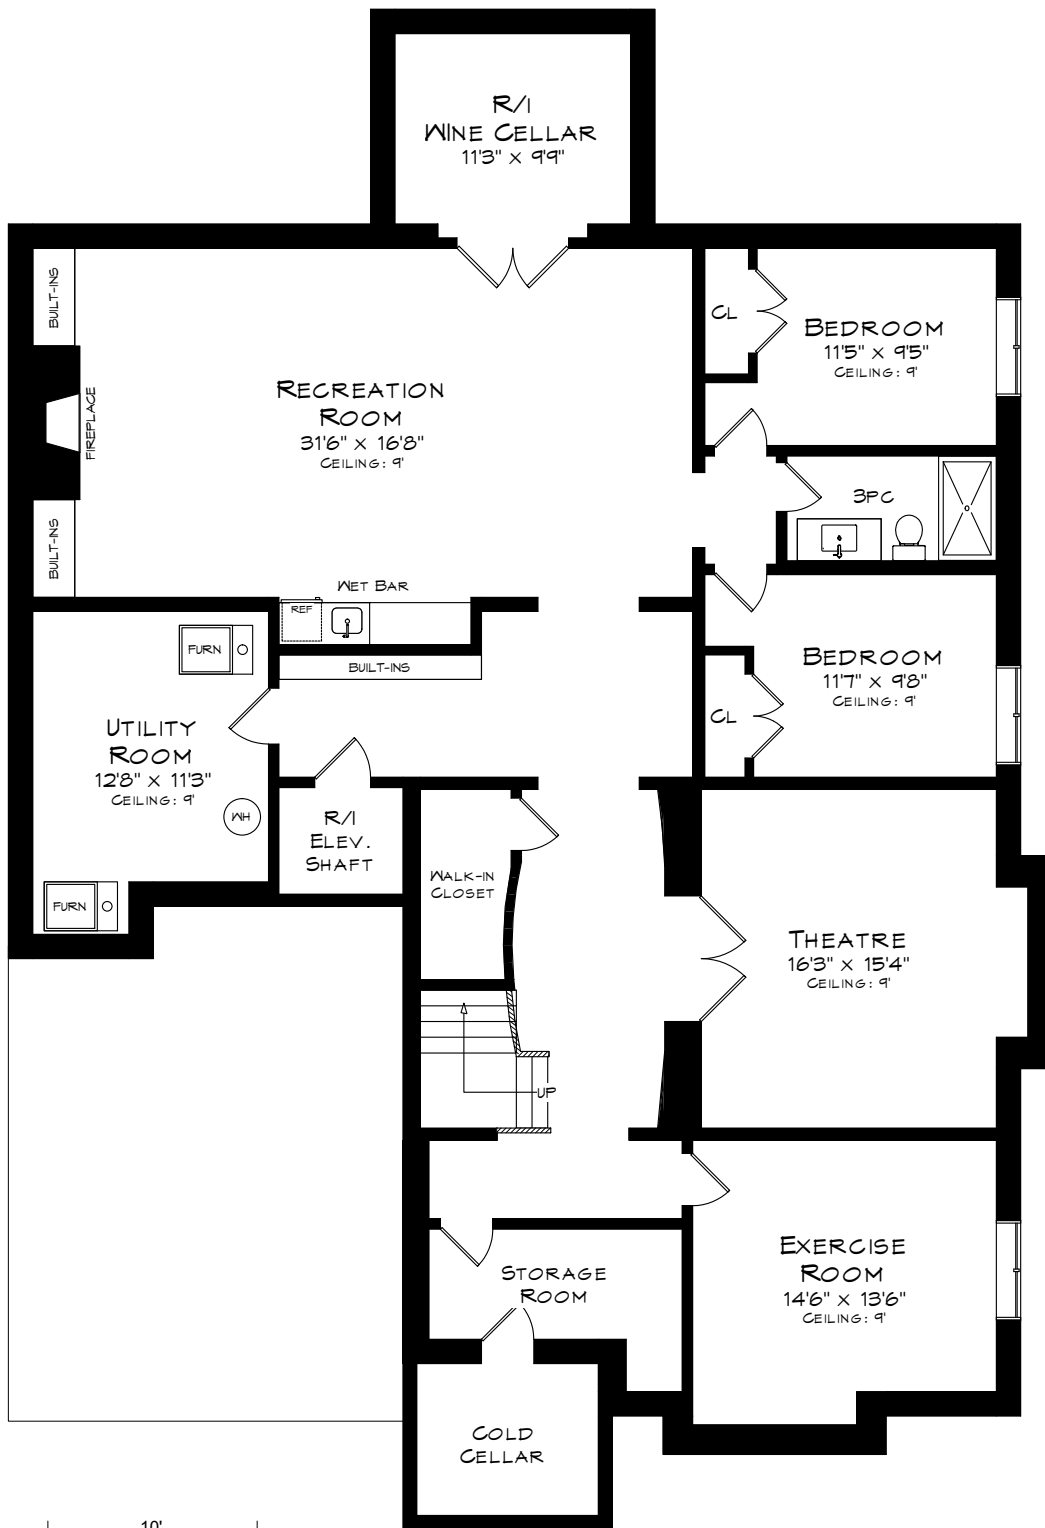 R/I
WINE CELLAR
11'3" X 9'9"
BUILT-INS
CL
BEDROOM
11'5" X 9'5"
CEILING: 9'
RECREATION
ROOM
31'6" X 16'8"
CEILING: 9'
FIREPLACE
3PC
BUILT-INS
WET BAR
REF
FURN
BUILT-INS
BEDROOM
11'7" X 9'8"
CEILING: 9'
CL
UTILITY
ROOM
12'8" X 11'3"
CEILING: 9'
WH
R/I
ELEV.
SHAFT
WALK-IN
CLOSET
FURN
THEATRE
16'3" X 15'4"
CEILING: 9'
UP
EXERCISE
ROOM
14'6" X 13'6"
CEILING: 9'
STORAGE
ROOM
COLD
CELLAR
10'